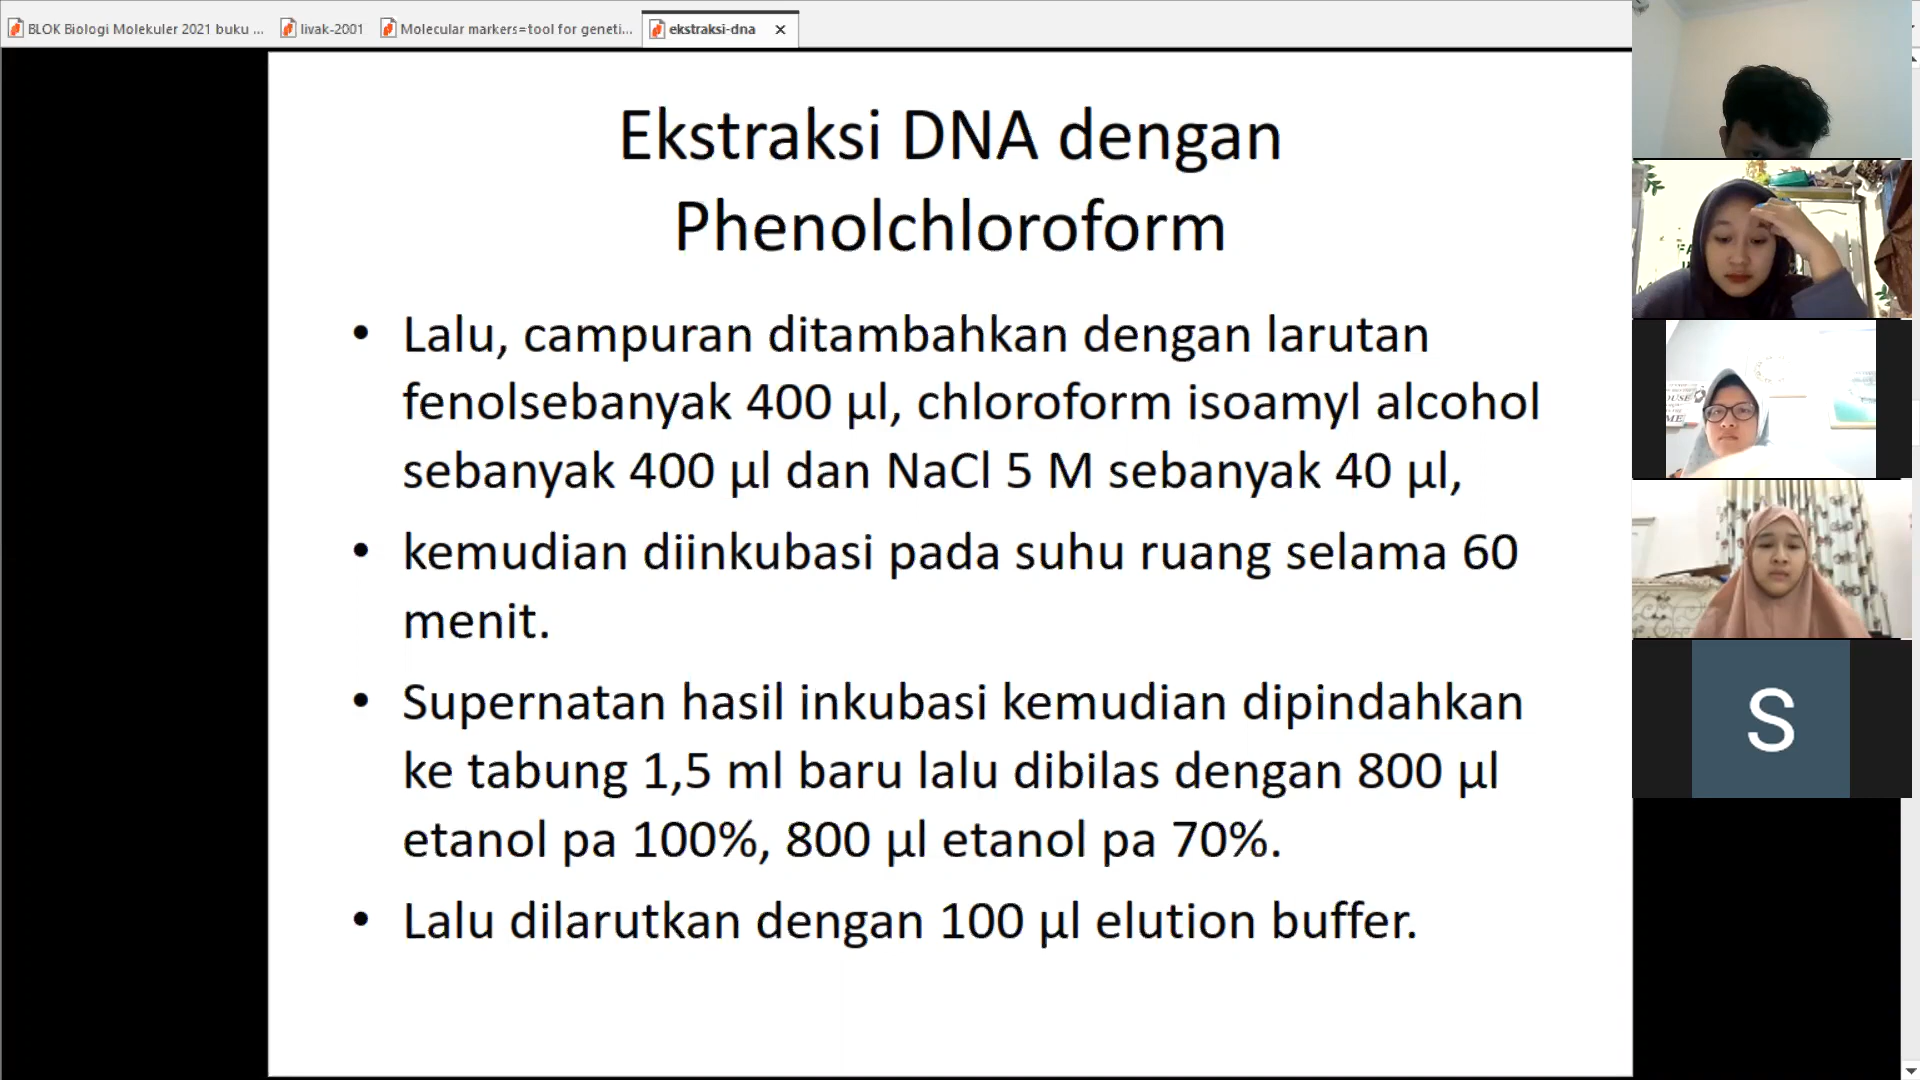 BLOK Biologi Molekuler 2021 buku ...
livak-2001
Molecular markers=tool for geneti...
ekstraksi-dna
Ekstraksi DNA dengan
Phenolchloroform
• Lalu, campuran ditambahkan dengan larutan
fenolsebanyak 400 µl, chloroform isoamyl alcohol
sebanyak 400 µl dan NaCl 5 M sebanyak 40 µl,
• kemudian diinkubasi pada suhu ruang selama 60
menit.
• Supernatan hasil inkubasi kemudian dipindahkan
ke tabung 1,5 ml baru lalu dibilas dengan 800 µl
etanol pa 100%, 800 µl etanol pa 70%.
• Lalu dilarutkan dengan 100 µl elution buffer.
S